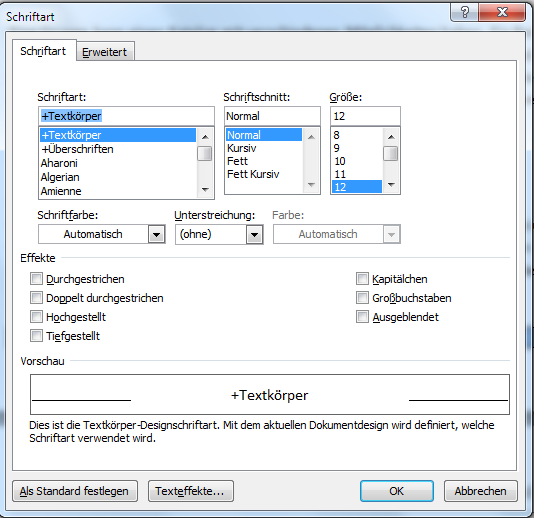 Schriftart
Schriftart Erweitert
Schriftart: Schriftschnitt: Größe:
+Textkörper Normal 12
+Textkörper Normal 8
+Überschriften Kursiv 9
Aharoni Fett 10
Algerian Fett Kursiv 11
Amienne 12
Schriftfarbe: Unterstreichung: Farbe:
Automatisch (ohne) Automatisch
Effekte
Durchgestrichen Kapitälchen
Doppelt durchgestrichen Großbuchstaben
Hochgestellt Ausgeblendet
Tiefgestellt
Vorschau
+Textkörper
Dies ist die Textkörper-Designschriftart. Mit dem aktuellen Dokumentdesign wird definiert, welche
Schriftart verwendet wird.
Als Standard festlegen Texteffekte... OK Abbrechen